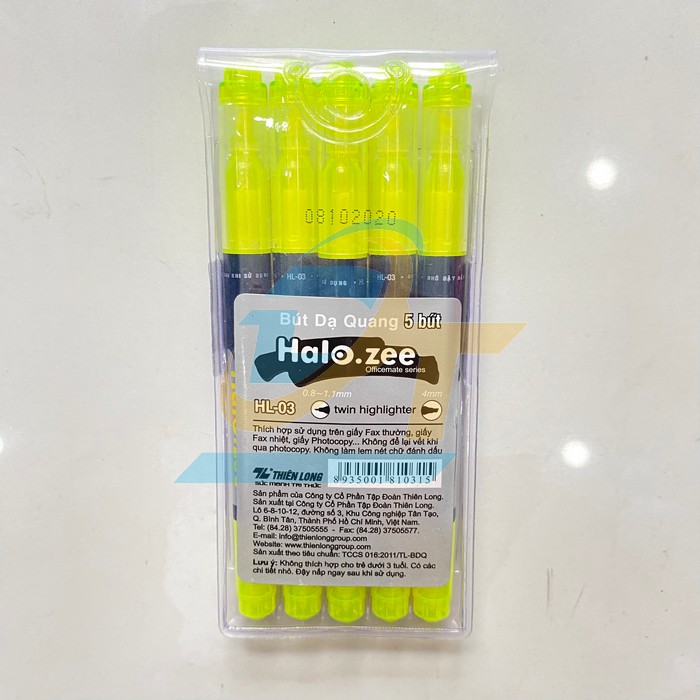 08102020
HL-03
HL-03
Bút Dạ Quang 5 bút
Halo.zee
Officemate series
0.8~1.1mm 4mm
HL-03 twin highlighter
Thích hợp sử dụng trên giấy Fax thường, giấy
Fax nhiệt, giấy Photocopy... Không để lại vết khi
qua photocopy. Không làm lem nét chữ đánh dấu
THIÊN LONG
SỨC MẠNH TRI THỨC
8 935001 810315
Sản phẩm của Công ty Cổ Phần Tập Đoàn Thiên Long.
Sản xuất tại Công ty Cổ Phần Tập Đoàn Thiên Long.
Lô 6-8-10-12, đường số 3, Khu Công nghiệp Tân Tạo,
Q. Bình Tân, Thành Phố Hồ Chí Minh, Việt Nam.
Tel: (84.28) 37505555 - Fax: (84.28) 37505577.
E-mail: info@thienlonggroup.com
Website: www.thienlonggroup.com
Sản xuất theo tiêu chuẩn: TCCS 016:2011/TL-BDQ
Lưu ý: Không thích hợp cho trẻ dưới 3 tuổi. Có các
chi tiết nhỏ. Đậy nắp ngay sau khi sử dụng.